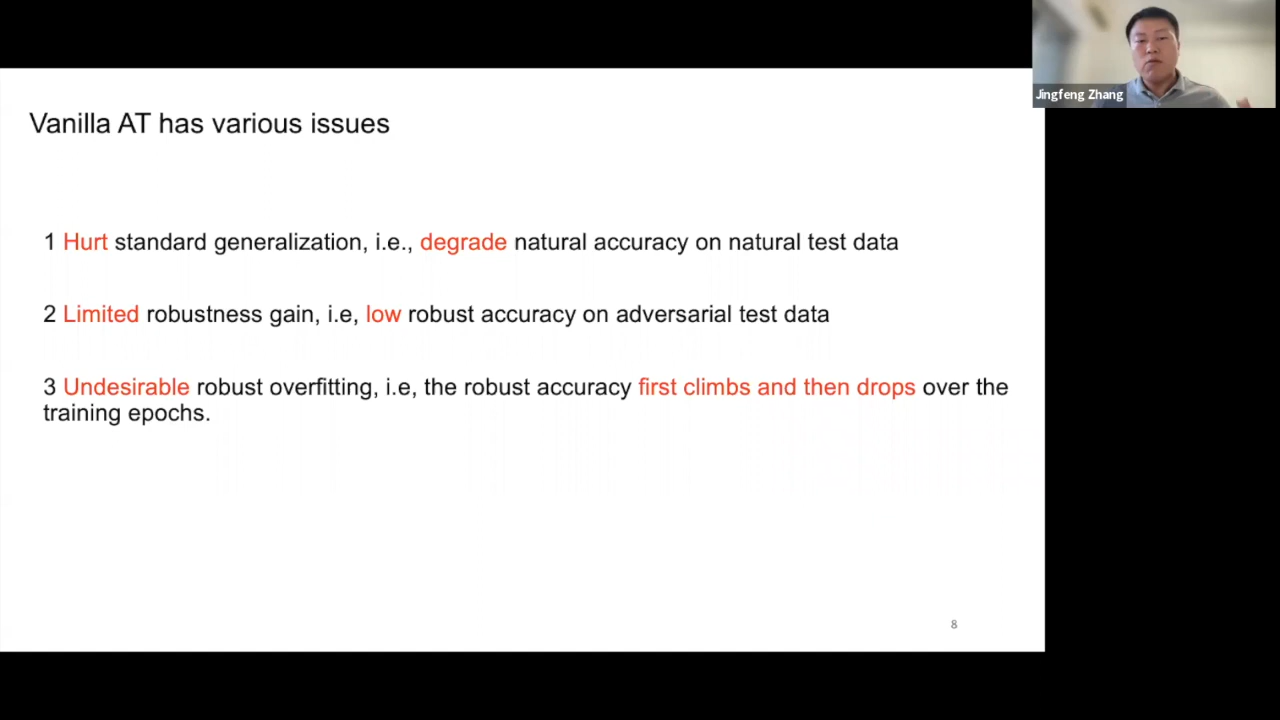 Jingfeng Zhang
Vanilla AT has various issues
1 Hurt standard generalization, i.e., degrade natural accuracy on natural test data
2 Limited robustness gain, i.e, low robust accuracy on adversarial test data
3 Undesirable robust overfitting, i.e, the robust accuracy first climbs and then drops over the
training epochs.
8